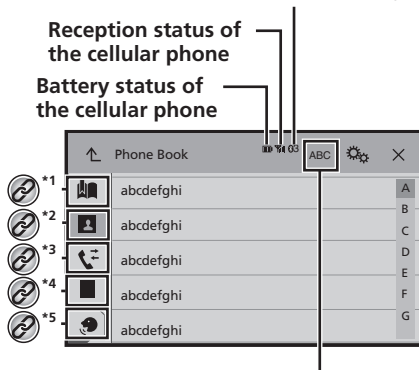 Reception status of
the cellular phone
Battery status of
the cellular phone
Phone Book
03
ABC
*1
abcdefghi
A
B
*2
abcdefghi
C
*3
abcdefghi
D
E
*4
abcdefghi
F
*5
abcdefghi
G